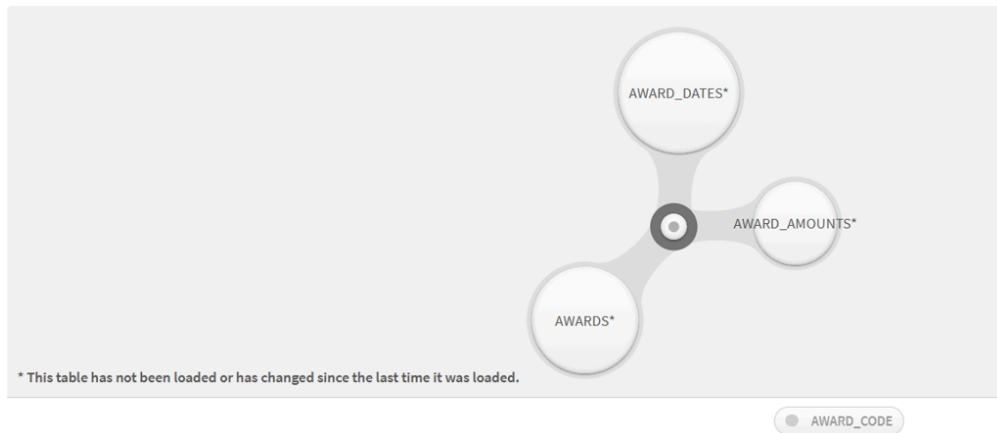 AWARD_DATES*
AWARD_AMOUNTS*
AWARDS*
* This table has not been loaded or has changed since the last time it was loaded.
AWARD_CODE